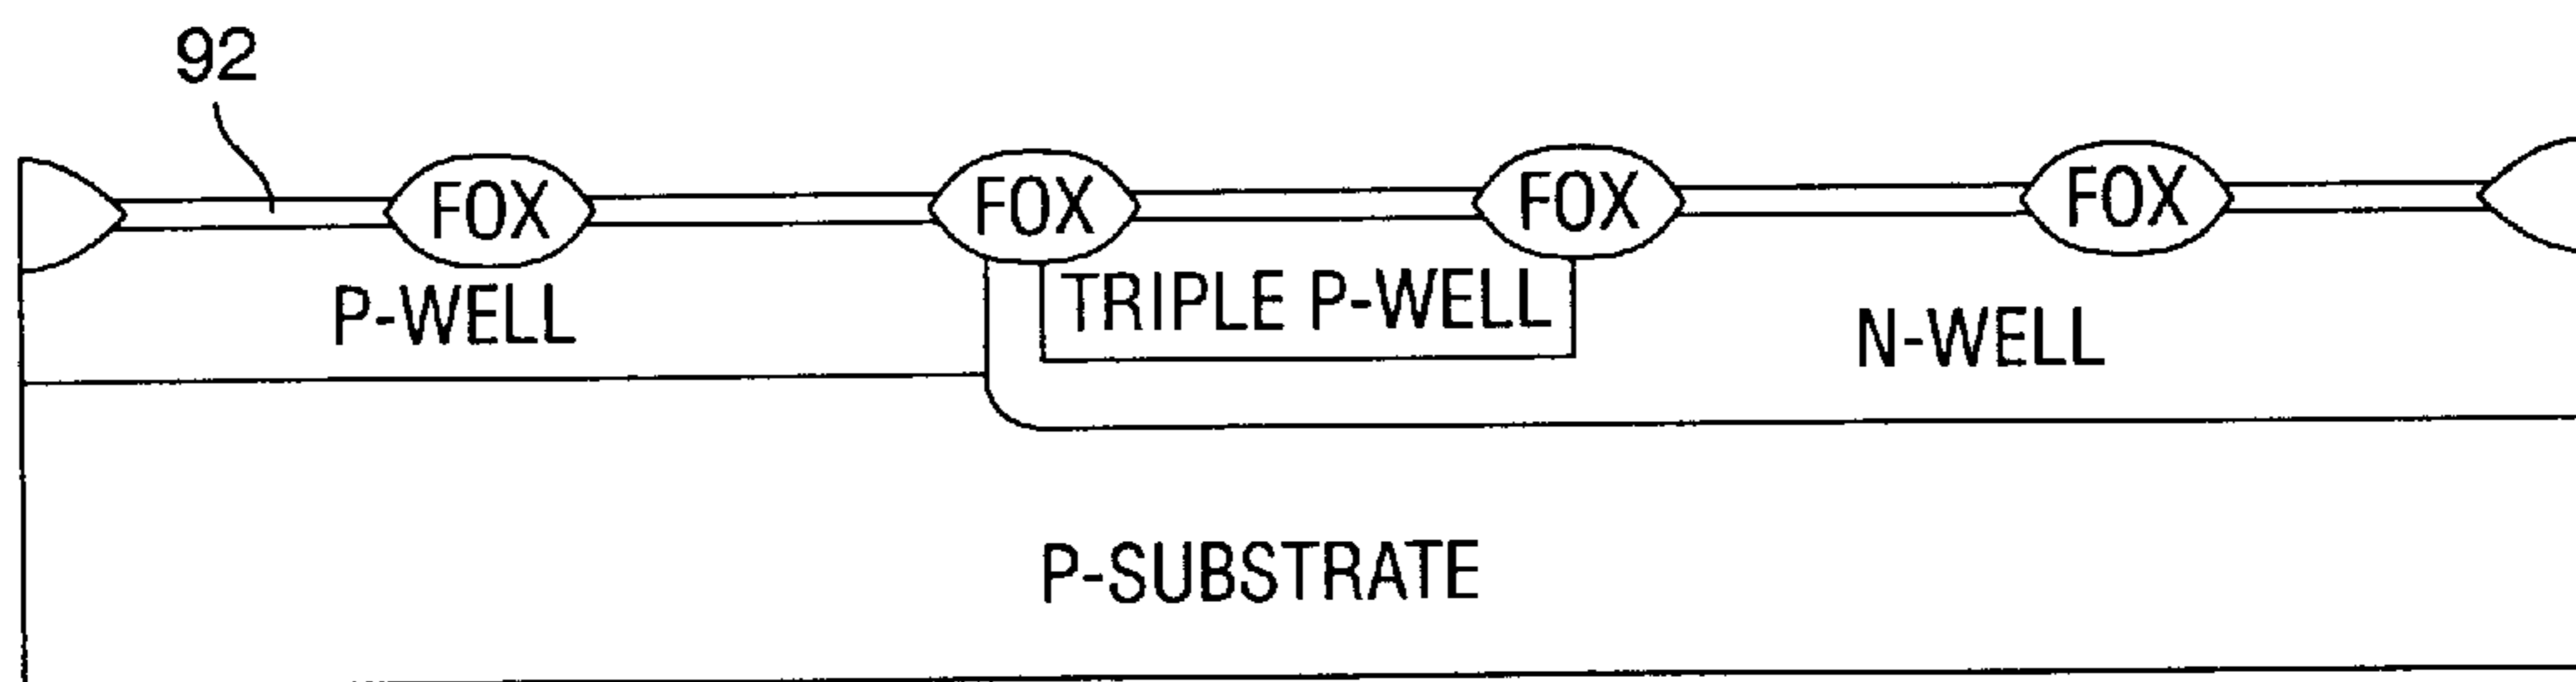 92
FOX FOX FOX FOX
P-WELL TRIPLE P-WELL N-WELL
P-SUBSTRATE